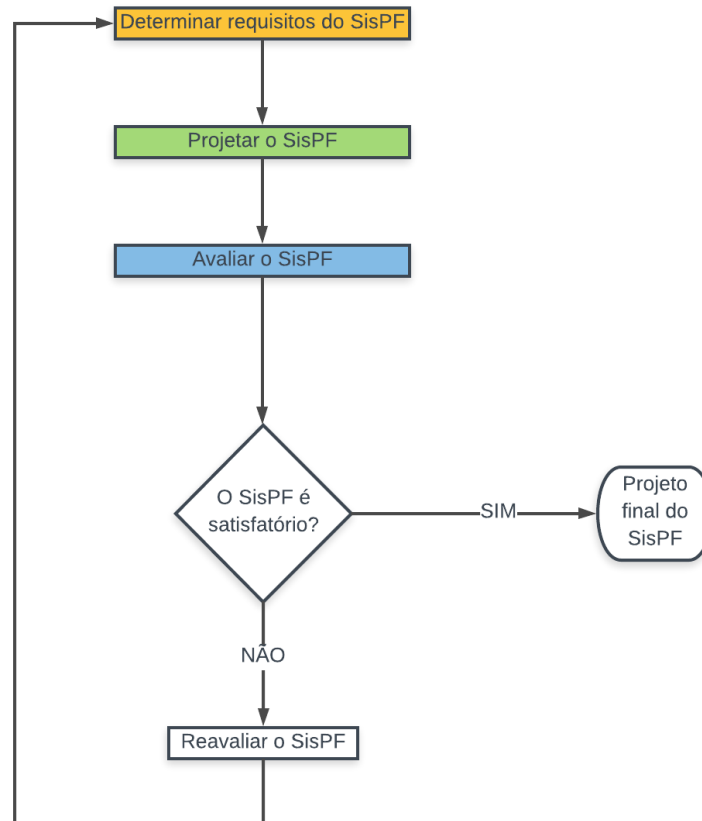 Determinar requisitos do SisPF
Projetar o SisPF
Avaliar o SisPF
O SisPF é
satisfatório?
SIM
Projeto
final do
SisPF
NÃO
Reavaliar o SisPF